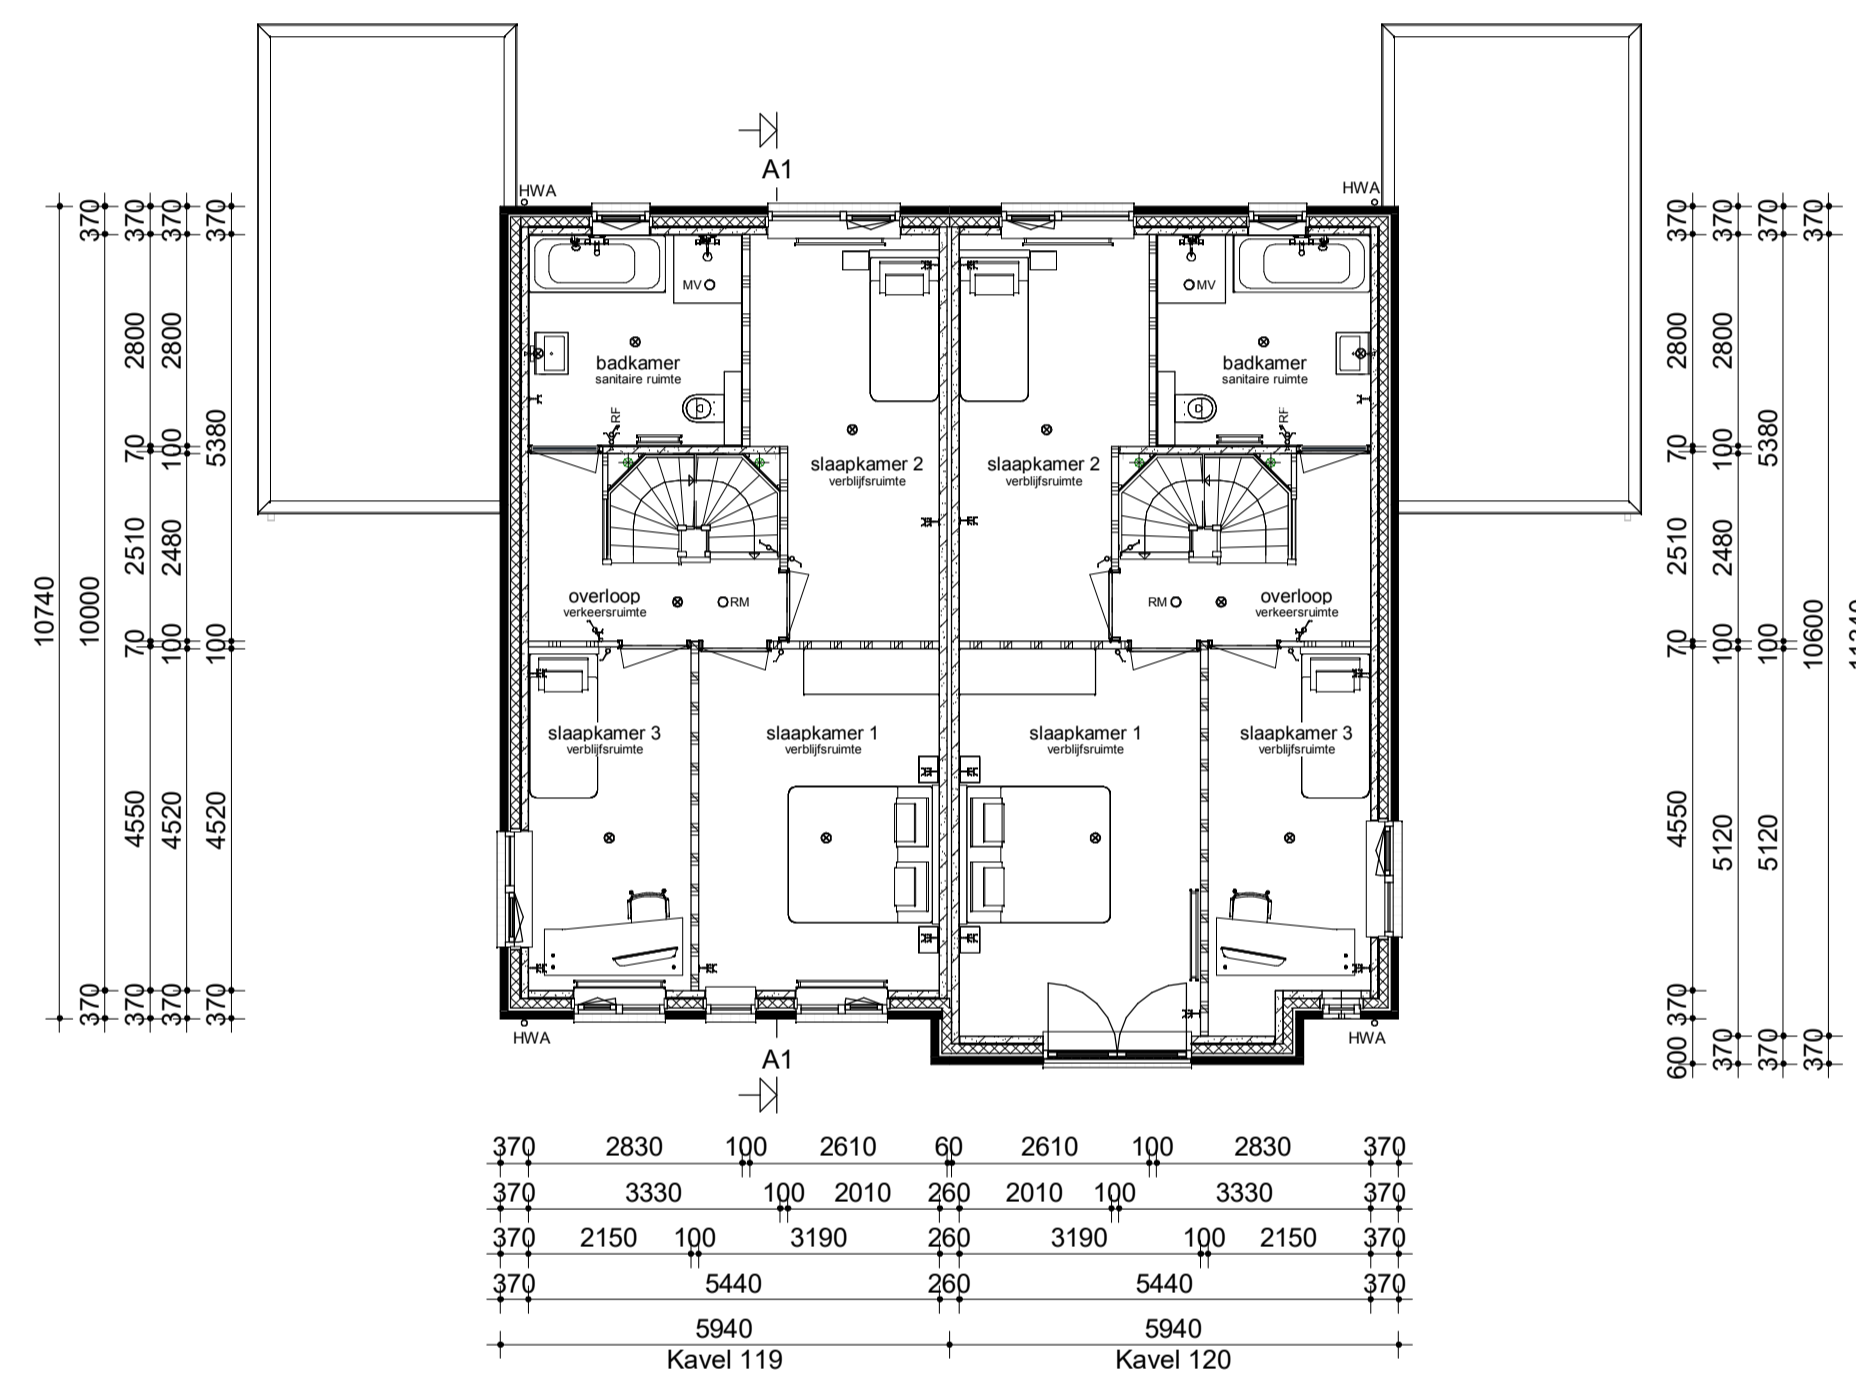 A1
HWA
HWA
MV
MV
badkamer
sanitaire ruimte
badkamer
sanitaire ruimte
RF
RF
slaapkamer 2
verblijfsruimte
slaapkamer 2
verblijfsruimte
overloop
verkeersruimte
RM
RM
overloop
verkeersruimte
slaapkamer 3
verblijfsruimte
slaapkamer 1
verblijfsruimte
slaapkamer 1
verblijfsruimte
slaapkamer 3
verblijfsruimte
HWA
HWA
A1
10740
370 10000 370
370 2800 70 2510 70 4550 370
370 2800 100 2480 100 4520 370
370 5380 100 4520 370
370 2800 70 2510 70 4550 370 600
370 2800 100 2480 100 5120 370
370 5380 100 5120 370
370 10600 370
370 2830 100 2610 60 2610 100 2830 370
370 3330 100 2010 260 2010 100 3330 370
370 2150 100 3190 260 3190 100 2150 370
370 5440 260 5440 370
5940 5940
Kavel 119 Kavel 120